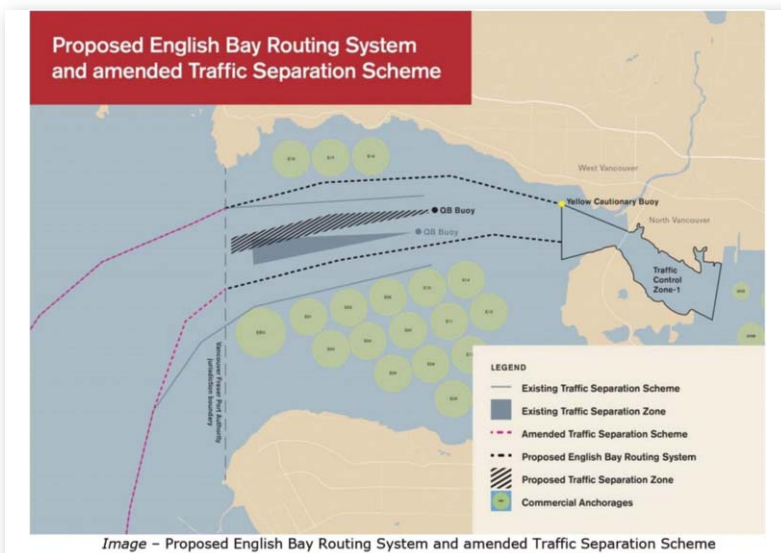 Proposed English Bay Routing System
and amended Traffic Separation Scheme
West Vancouver
Yellow Cautionary Buoy
North Vancouver
QB Buoy
QB Buoy
Traffic
Control
Zone-1
Vancouver Fraser Port Authority
jurisdiction boundary
LEGEND
Existing Traffic Separation Scheme
Existing Traffic Separation Zone
Amended Traffic Separation Scheme
Proposed English Bay Routing System
Proposed Traffic Separation Zone
Commercial Anchorages
Image – Proposed English Bay Routing System and amended Traffic Separation Scheme